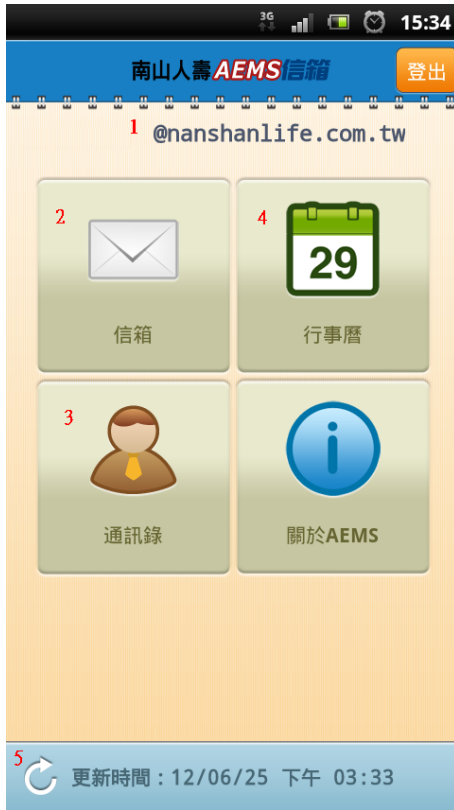 3G 15:34
南山人壽AEMS信箱 登出
1 @nanshanlife.com.tw
2 4 29
信箱 行事曆
3
通訊錄 關於AEMS
5 更新時間：12/06/25 下午 03:33